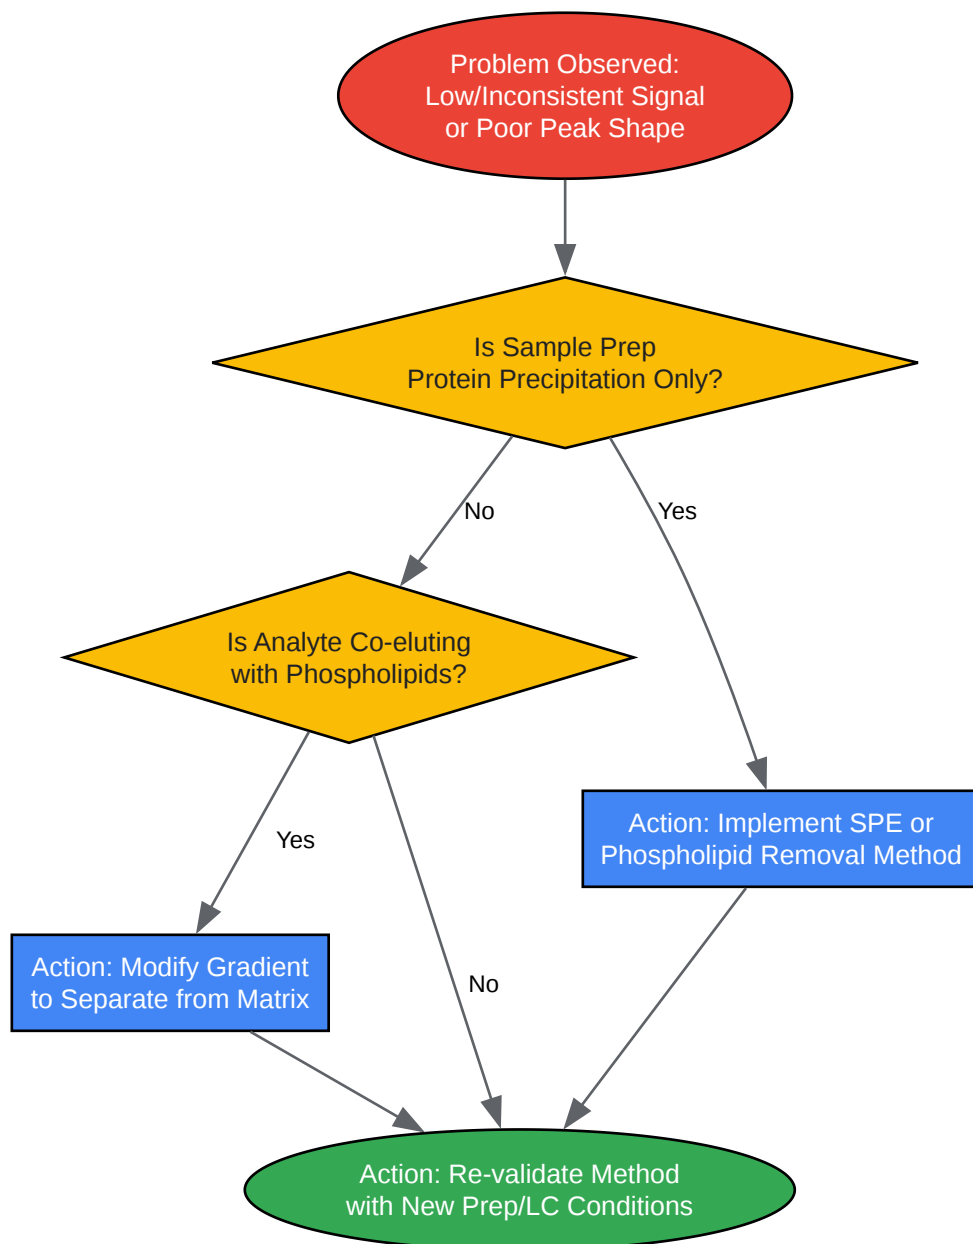 Problem Observed:
Low/Inconsistent Signal
or Poor Peak Shape
Is Sample Prep
Protein Precipitation Only?
No
Yes
Is Analyte Co-eluting
with Phospholipids?
Action: Implement SPE or
Phospholipid Removal Method
Yes
Action: Modify Gradient
to Separate from Matrix
No
Action: Re-validate Method
with New Prep/LC Conditions